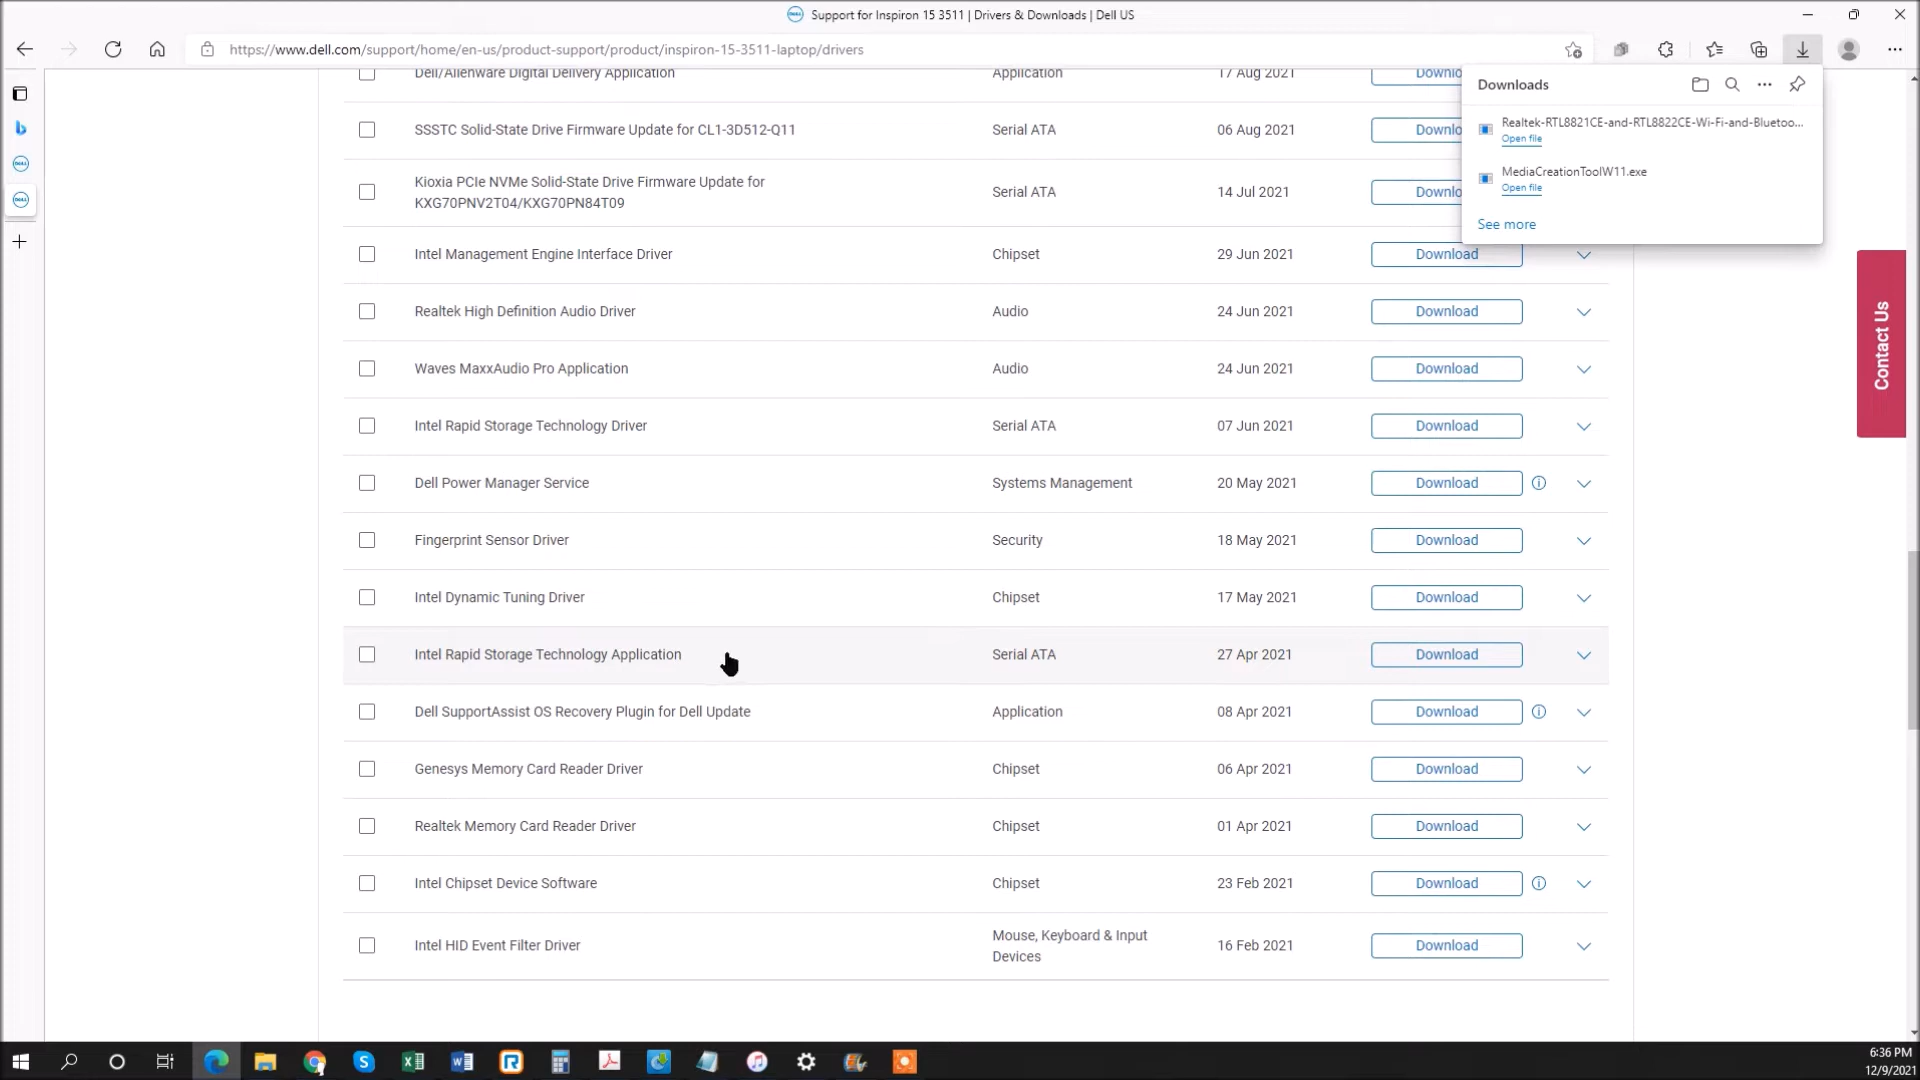 Support for Inspiron 15 3511 | Drivers & Downloads | Dell US
https://www.dell.com/support/home/en-us/product-support/product/inspiron-15-3511-laptop/drivers
Downloads
Realtek-RTL8821CE-and-RTL8822CE-Wi-Fi-and-Bluetoo...
Open file
MediaCreationToolW11.exe
Open file
See more
Dell/Alienware Digital Delivery Application Application 17 Aug 2021 Downlo
SSSTC Solid-State Drive Firmware Update for CL1-3D512-Q11 Serial ATA 06 Aug 2021 Downlo
Kioxia PCIe NVMe Solid-State Drive Firmware Update for
KXG70PNV2T04/KXG70PN84T09 Serial ATA 14 Jul 2021 Downlo
Intel Management Engine Interface Driver Chipset 29 Jun 2021 Download
Realtek High Definition Audio Driver Audio 24 Jun 2021 Download
Waves MaxxAudio Pro Application Audio 24 Jun 2021 Download
Intel Rapid Storage Technology Driver Serial ATA 07 Jun 2021 Download
Dell Power Manager Service Systems Management 20 May 2021 Download
Fingerprint Sensor Driver Security 18 May 2021 Download
Intel Dynamic Tuning Driver Chipset 17 May 2021 Download
Intel Rapid Storage Technology Application Serial ATA 27 Apr 2021 Download
Dell SupportAssist OS Recovery Plugin for Dell Update Application 08 Apr 2021 Download
Genesys Memory Card Reader Driver Chipset 06 Apr 2021 Download
Realtek Memory Card Reader Driver Chipset 01 Apr 2021 Download
Intel Chipset Device Software Chipset 23 Feb 2021 Download
Intel HID Event Filter Driver Mouse, Keyboard & Input
Devices 16 Feb 2021 Download
Contact Us
6:36 PM
12/9/2021